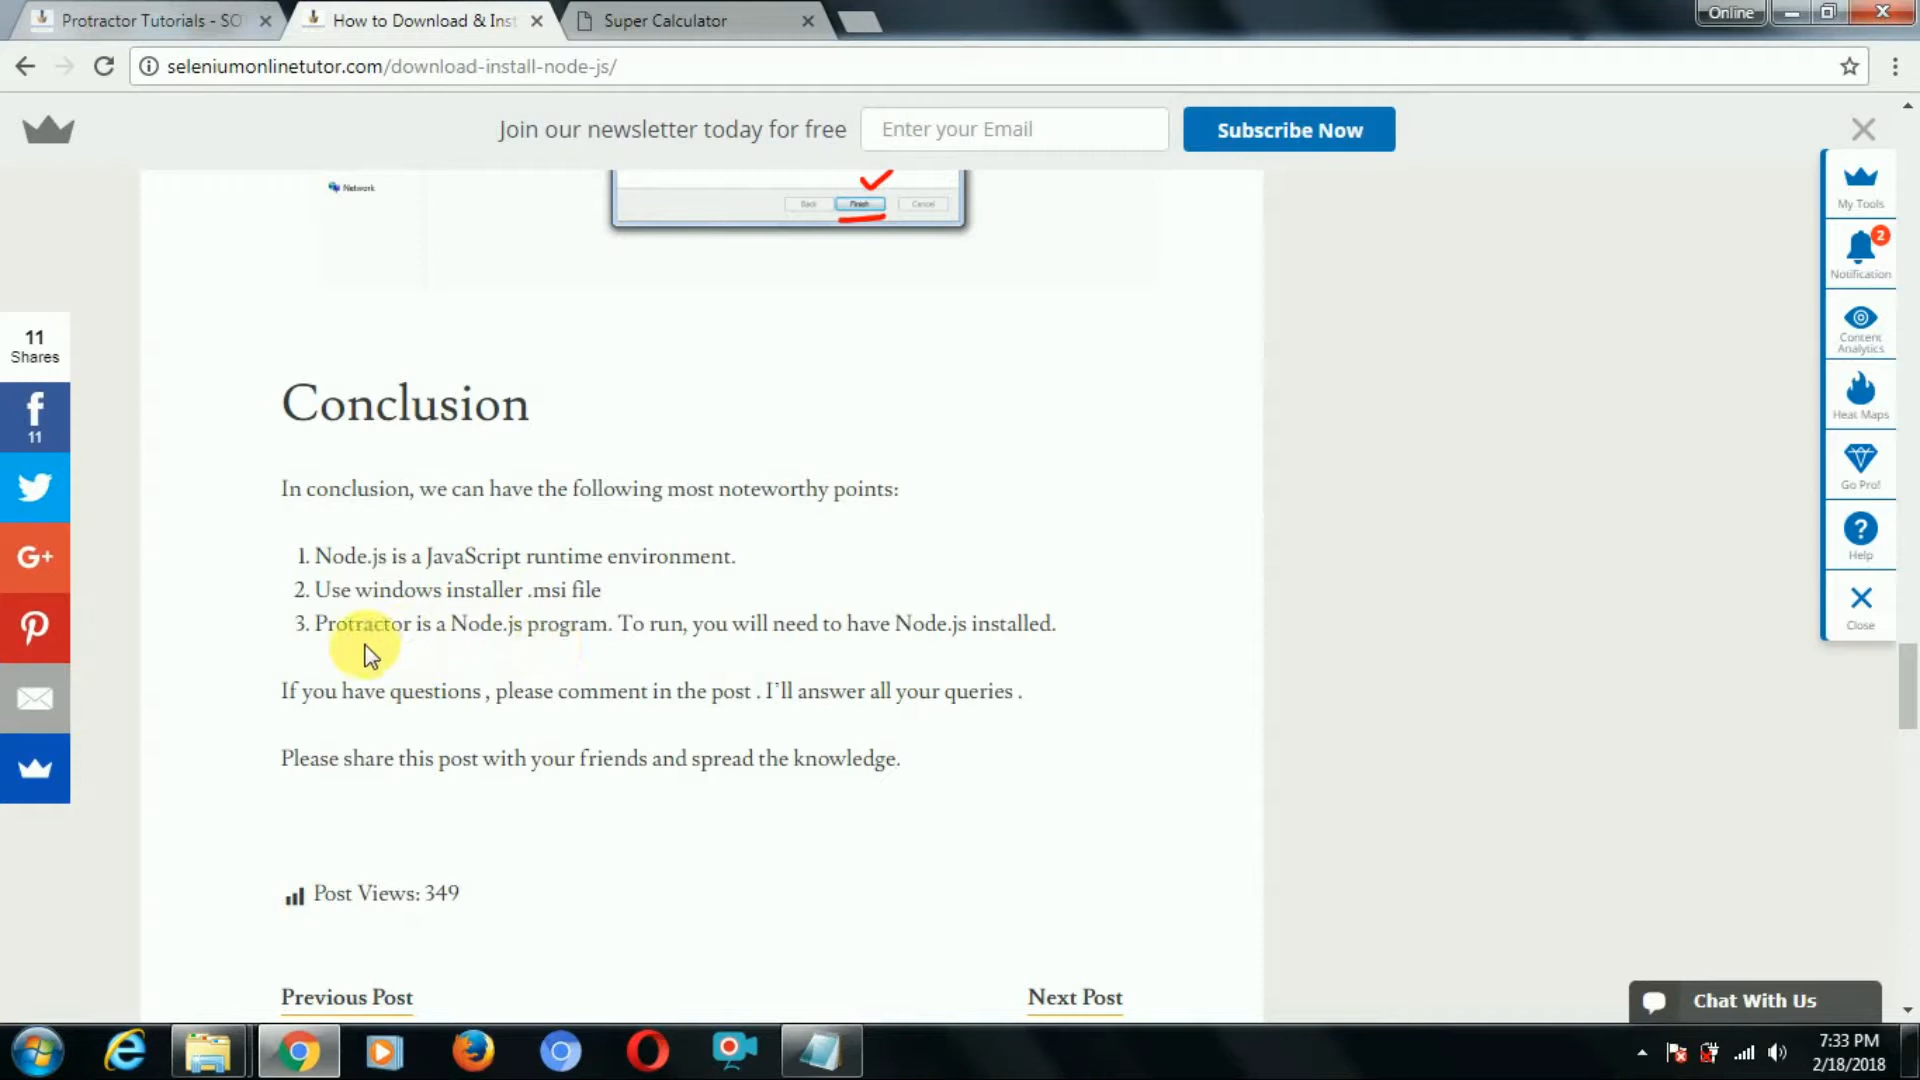 Protractor Tutorials - SO
How to Download & Inst
Super Calculator
Online
seleniumonlinetutor.com/download-install-node-js/
Join our newsletter today for free
Enter your Email
Subscribe Now
My Tools
2
Notification
Content
Analytics
Heat Maps
Go Pro!
?
Help
Close
Network
Back
Finish
Cancel
11
Shares
f
11
G+
Conclusion
In conclusion, we can have the following most noteworthy points:
1. Node.js is a JavaScript runtime environment.
2. Use windows installer .msi file
3. Protractor is a Node.js program. To run, you will need to have Node.js installed.
If you have questions , please comment in the post . I'll answer all your queries .
Please share this post with your friends and spread the knowledge.
Post Views: 349
Previous Post
Next Post
Chat With Us
7:33 PM
2/18/2018